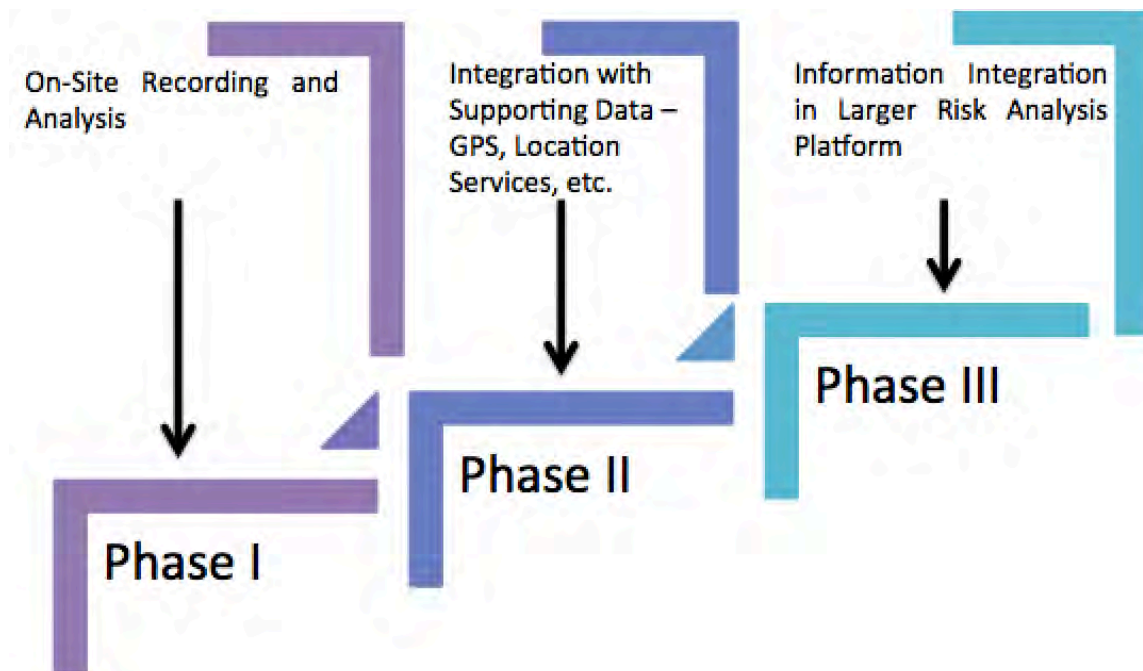 On-Site Recording and
Analysis
Integration with
Supporting Data –
GPS, Location
Services, etc.
Information Integration
in Larger Risk Analysis
Platform
Phase I
Phase II
Phase III